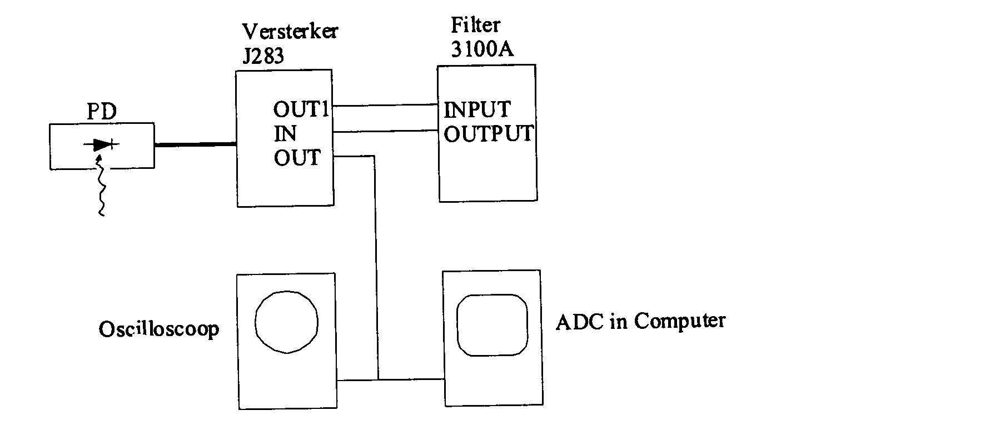 Versterker
J283
Filter
3100A
PD
OUT1
IN
OUT
INPUT
OUTPUT
Oscilloscoop
ADC in Computer